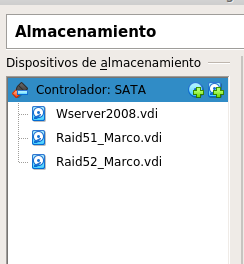 Almacenamiento
Dispositivos de almacenamiento
Controlador: SATA
Wserver2008.vdi
Raid51_Marco.vdi
Raid52_Marco.vdi